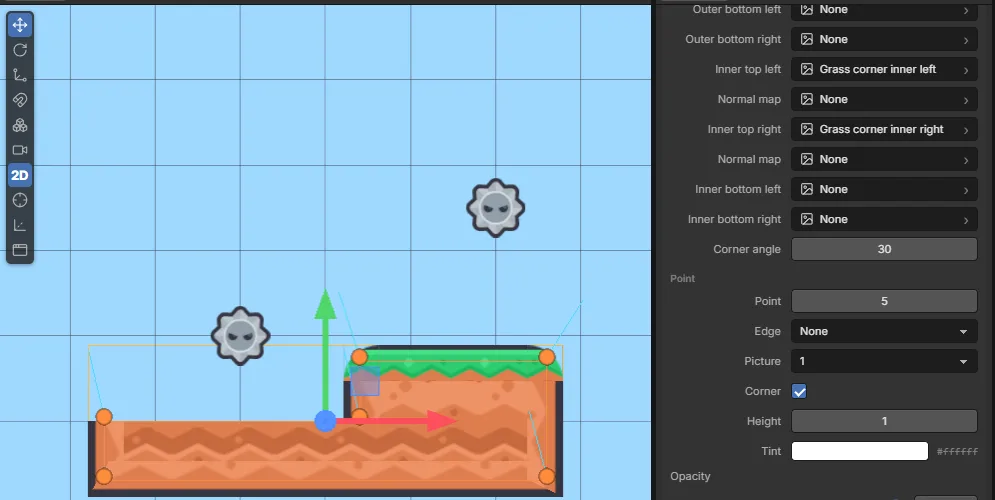 Outer bottom left None
Outer bottom right None
Inner top left Grass corner inner left
Normal map None
Inner top right Grass corner inner right
2D
Normal map None
Inner bottom left None
Inner bottom right None
Corner angle 30
Point
Point 5
Edge None
Picture 1
Corner
Height 1
Tint #ffffff
Opacity